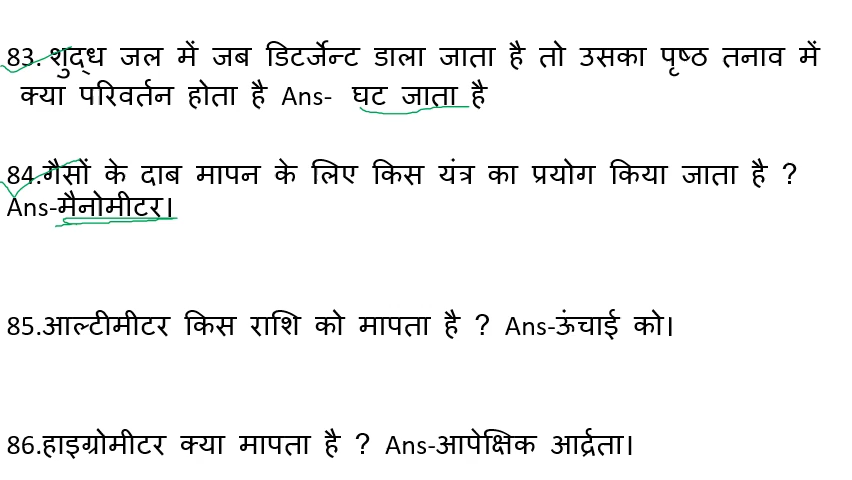 83. शुद्ध जल में जब डिटर्जेन्ट डाला जाता है तो उसका पृष्ठ तनाव में
क्या परिवर्तन होता है Ans- घट जाता है
84.गैसों के दाब मापन के लिए किस यंत्र का प्रयोग किया जाता है ?
Ans-मैनोमीटर।
85.आल्टीमीटर किस राशि को मापता है ? Ans-ऊंचाई को।
86.हाइग्रोमीटर क्या मापता है ? Ans-आपेक्षिक आर्द्रता।